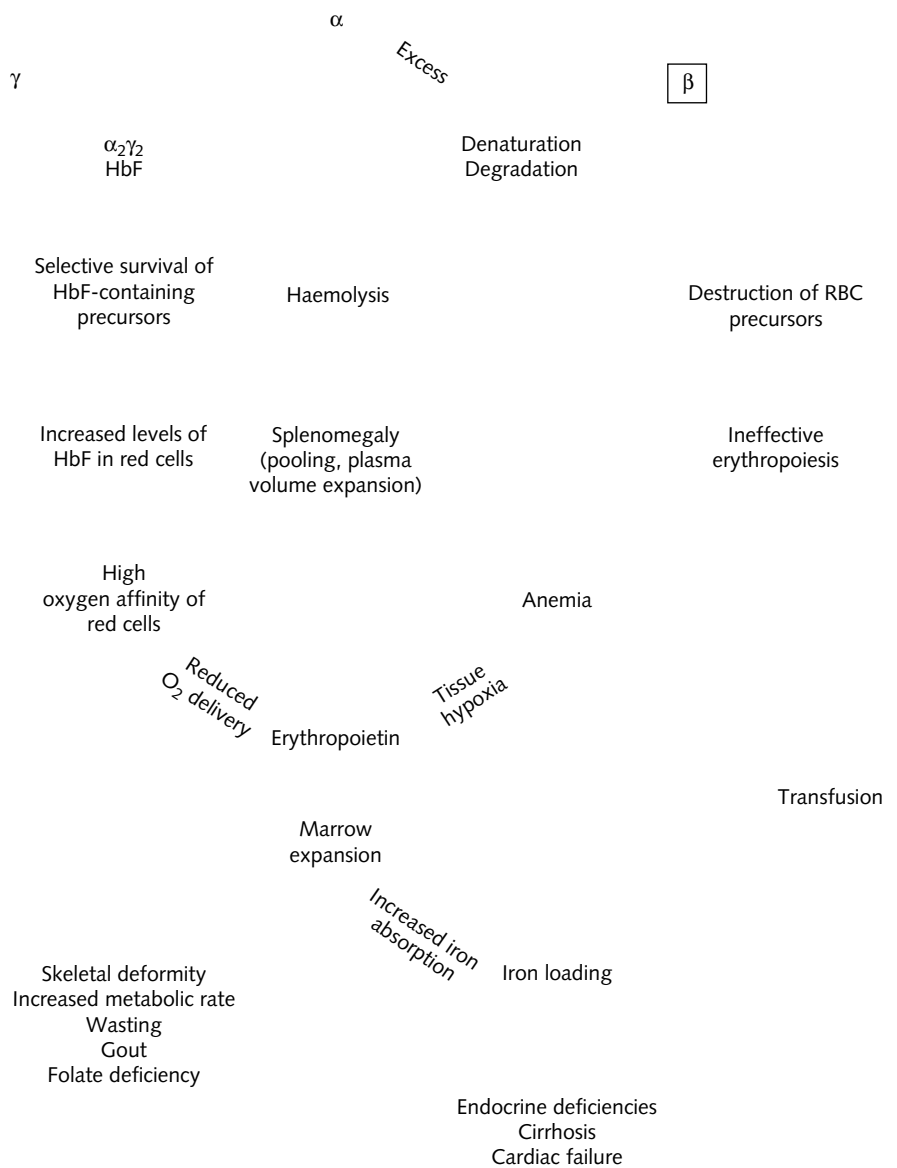 α
Excess
γ
β
α₂γ₂
HbF
Denaturation
Degradation
Selective survival of
HbF-containing
precursors
Haemolysis
Destruction of RBC
precursors
Increased levels of
HbF in red cells
Splenomegaly
(pooling, plasma
volume expansion)
Ineffective
erythropoiesis
High
oxygen affinity of
red cells
Anemia
Reduced
O₂ delivery
Tissue
hypoxia
Erythropoietin
Transfusion
Marrow
expansion
Increased iron
absorption
Iron loading
Skeletal deformity
Increased metabolic rate
Wasting
Gout
Folate deficiency
Endocrine deficiencies
Cirrhosis
Cardiac failure